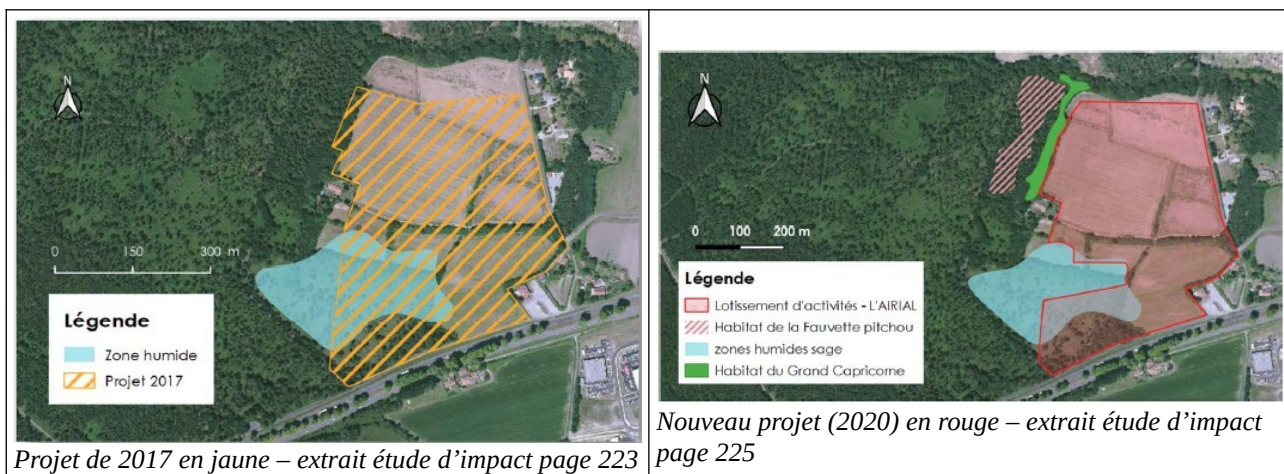 N
0 300 m
Légende
Zone humide
Projet 2017
Projet de 2017 en jaune – extrait étude d’impact page 223
N
0 100 200 m
Légende
Lotissement d'activités - L'AIRIAL
Habitat de la Fauvette pitchou
zones humides sage
Habitat du Grand Capricorne
Nouveau projet (2020) en rouge – extrait étude d’impact
page 225